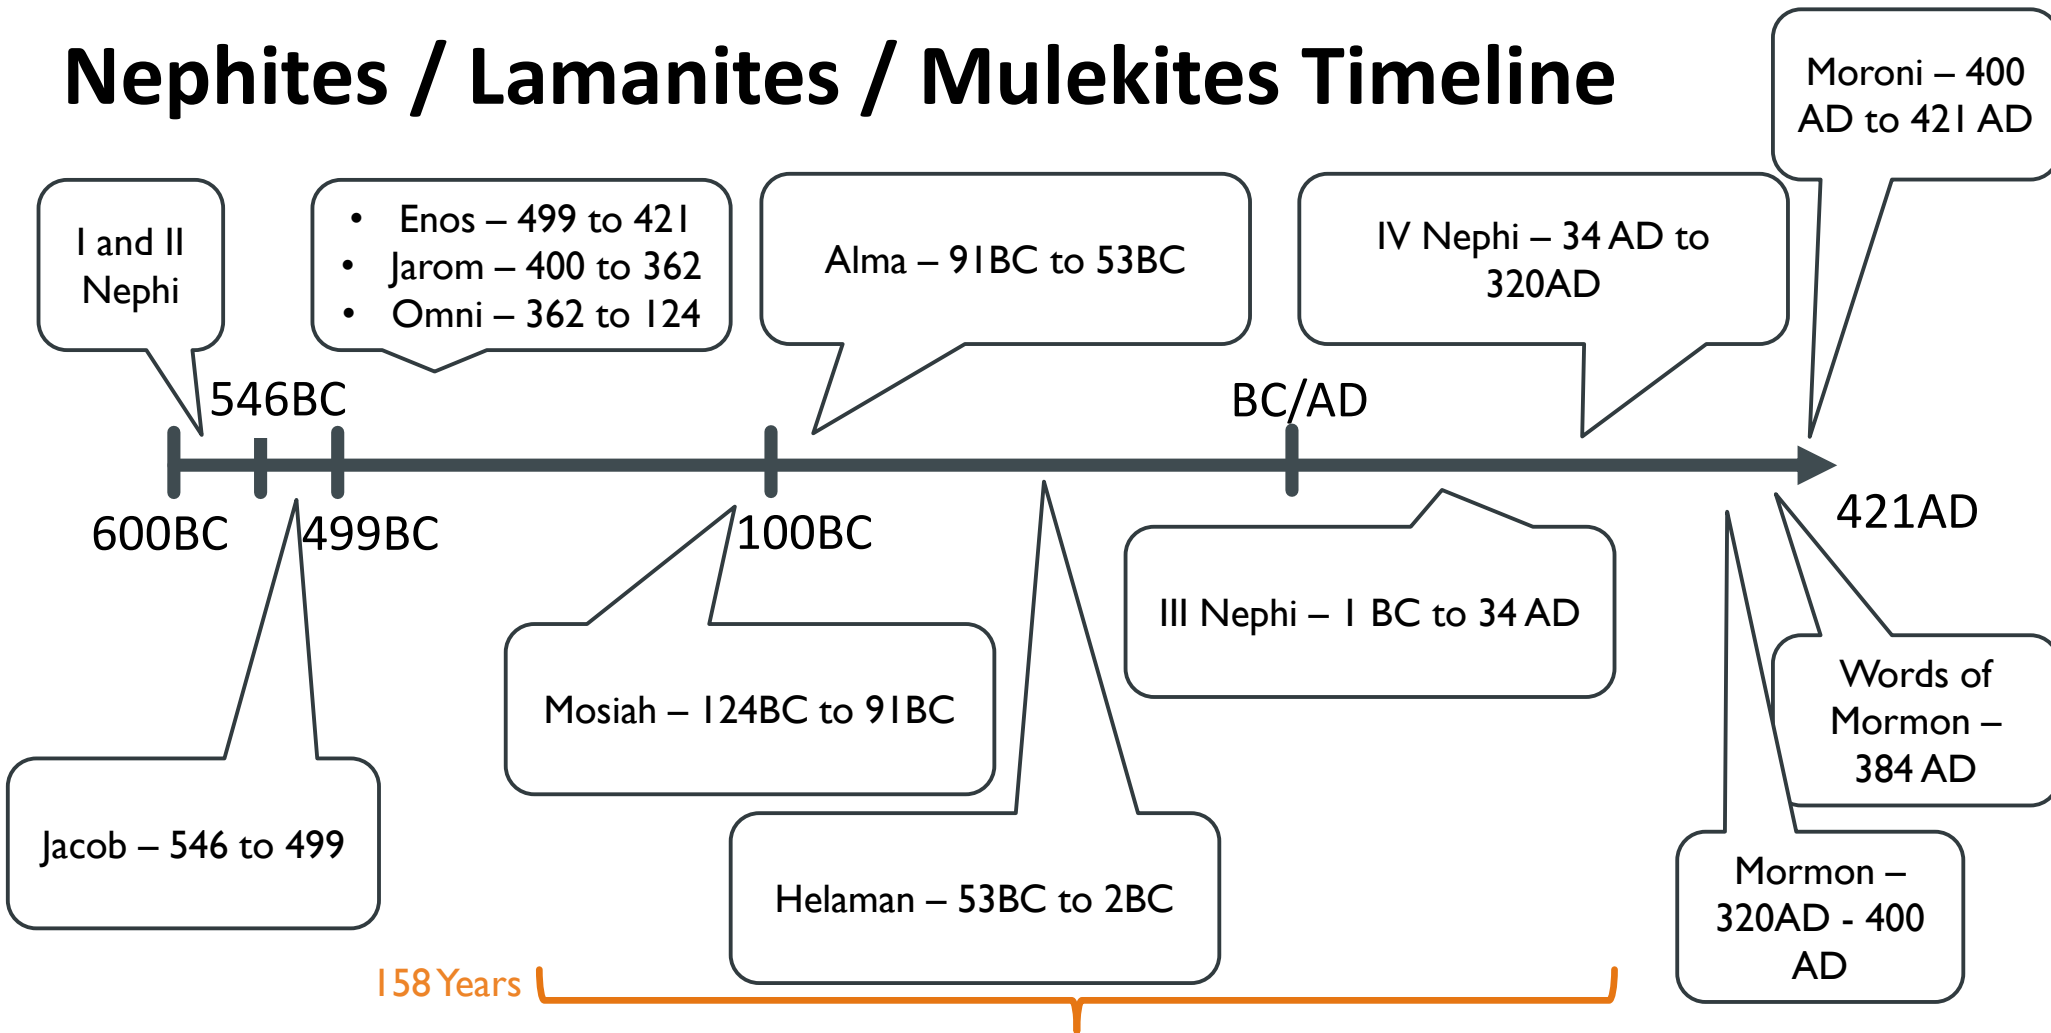 Nephites / Lamanites / Mulekites Timeline
Moroni – 400
AD to 421 AD
I and II
Nephi
• Enos – 499 to 421
• Jarom – 400 to 362
• Omni – 362 to 124
Alma – 91BC to 53BC
IV Nephi – 34 AD to
320AD
546BC
BC/AD
600BC
499BC
100BC
421AD
III Nephi – 1 BC to 34 AD
Mosiah – 124BC to 91BC
Words of
Mormon –
384 AD
Jacob – 546 to 499
Helaman – 53BC to 2BC
Mormon –
320AD - 400
AD
158 Years